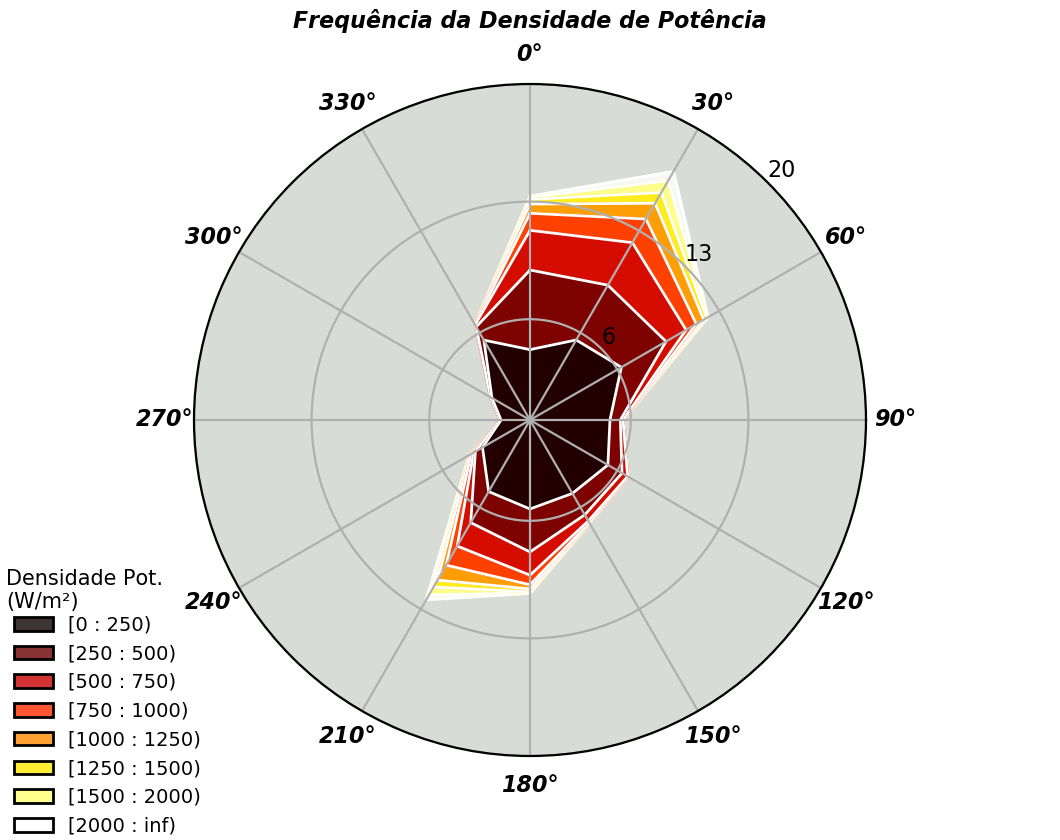 Frequência da Densidade de Potência
0°
330°
30°
20
300°
60°
13
6
270°
90°
240°
120°
210°
150°
180°
Densidade Pot.
(W/m²)
[0 : 250)
[250 : 500)
[500 : 750)
[750 : 1000)
[1000 : 1250)
[1250 : 1500)
[1500 : 2000)
[2000 : inf)